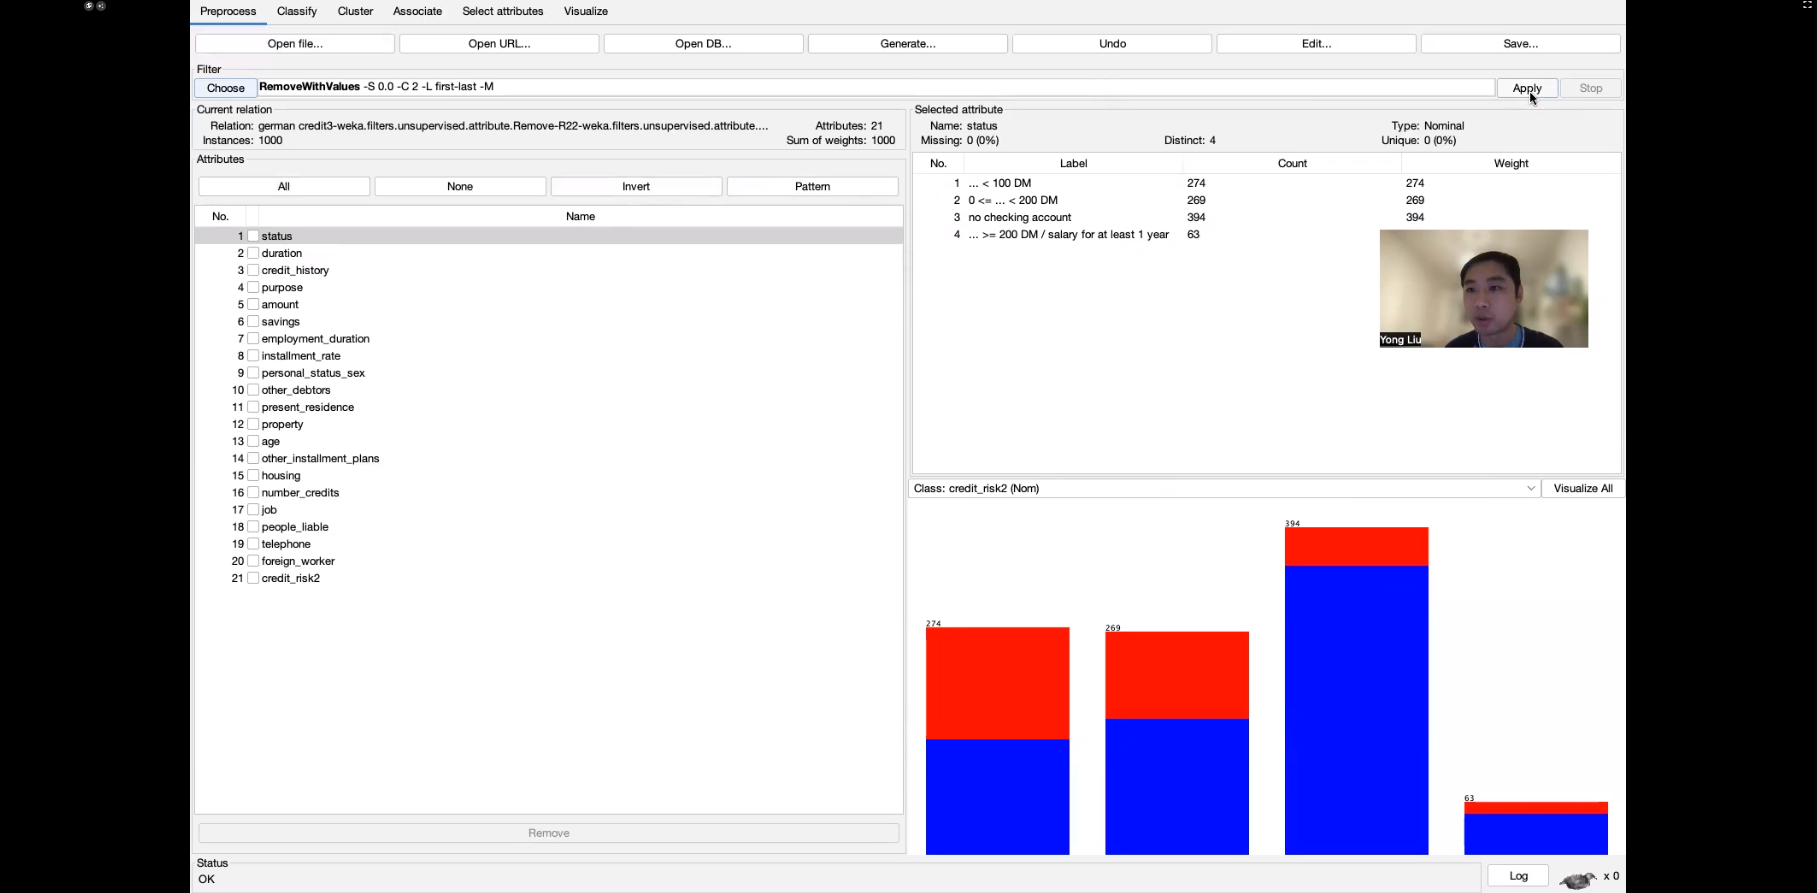 Preprocess Classify Cluster Associate Select attributes Visualize
Open file... Open URL... Open DB... Generate... Undo Edit... Save...
Filter
Choose RemoveWithValues -S 0.0 -C 2 -L first-last -M Apply Stop
Current relation
Relation: german credit3-weka.filters.unsupervised.attribute.Remove-R22-weka.filters.unsupervised.attribute.... Attributes: 21
Instances: 1000 Sum of weights: 1000
Attributes
All None Invert Pattern
No. Name
1 status
2 duration
3 credit_history
4 purpose
5 amount
6 savings
7 employment_duration
8 installment_rate
9 personal_status_sex
10 other_debtors
11 present_residence
12 property
13 age
14 other_installment_plans
15 housing
16 number_credits
17 job
18 people_liable
19 telephone
20 foreign_worker
21 credit_risk2
Remove
Selected attribute
Name: status Type: Nominal
Missing: 0 (0%) Distinct: 4 Unique: 0 (0%)
No. Label Count Weight
1 ... < 100 DM 274 274
2 0 <= ... < 200 DM 269 269
3 no checking account 394 394
4 ... >= 200 DM / salary for at least 1 year 63
Yong Liu
Class: credit_risk2 (Nom) Visualize All
394
274
269
63
Status
OK
Log x 0